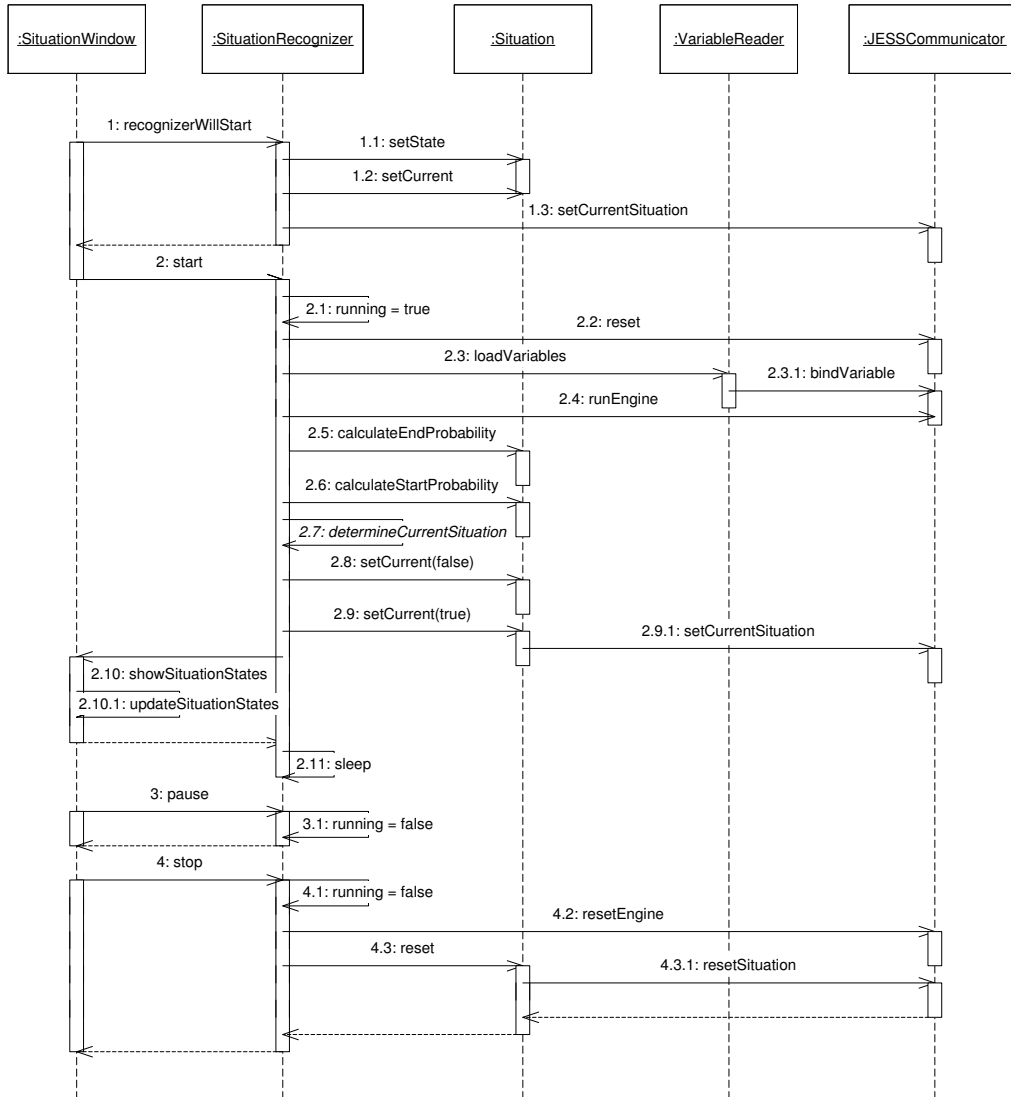 :SituationWindow
:SituationRecognizer
:Situation
:VariableReader
:JESSCommunicator
1: recognizerWillStart
1.1: setState
1.2: setCurrent
1.3: setCurrentSituation
2: start
2.1: running = true
2.2: reset
2.3: loadVariables
2.3.1: bindVariable
2.4: runEngine
2.5: calculateEndProbability
2.6: calculateStartProbability
2.7: determineCurrentSituation
2.8: setCurrent(false)
2.9: setCurrent(true)
2.9.1: setCurrentSituation
2.10: showSituationStates
2.10.1: updateSituationStates
2.11: sleep
3: pause
3.1: running = false
4: stop
4.1: running = false
4.2: resetEngine
4.3: reset
4.3.1: resetSituation